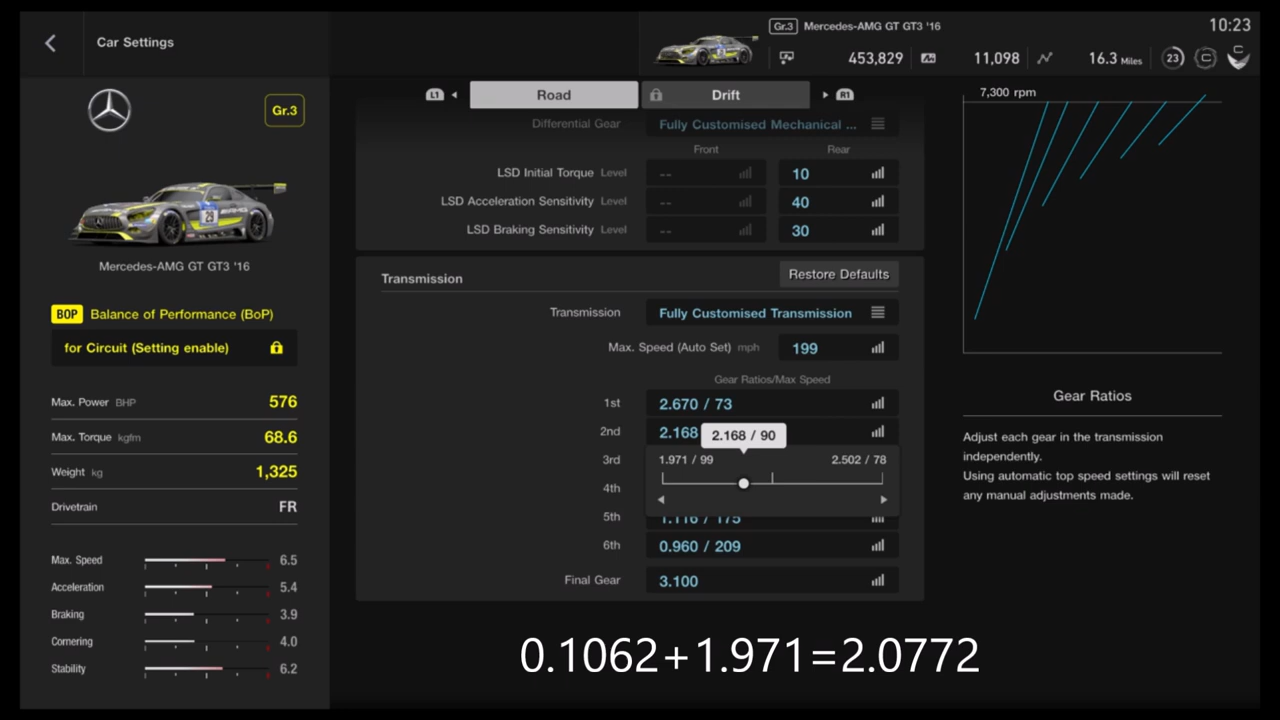 Car Settings
Gr.3 Mercedes-AMG GT GT3 '16
10:23
453,829 11,098 16.3 Miles 23 C C
Gr.3
29
Mercedes-AMG GT GT3 '16
BOP Balance of Performance (BoP)
for Circuit (Setting enable)
Max. Power BHP 576
Max. Torque kgfm 68.6
Weight kg 1,325
Drivetrain FR
Max. Speed 6.5
Acceleration 5.4
Braking 3.9
Cornering 4.0
Stability 6.2
L1 Road Drift R1
Differential Gear Fully Customised Mechanical ...
Front Rear
LSD Initial Torque Level -- 10
LSD Acceleration Sensitivity Level -- 40
LSD Braking Sensitivity Level -- 30
Transmission Restore Defaults
Transmission Fully Customised Transmission
Max. Speed (Auto Set) mph 199
Gear Ratios/Max Speed
1st 2.670 / 73
2nd 2.168
2.168 / 90
3rd 1.971 / 99 2.502 / 78
4th
5th 1.116 / 175
6th 0.960 / 209
Final Gear 3.100
7,300 rpm
Gear Ratios
Adjust each gear in the transmission
independently.
Using automatic top speed settings will reset
any manual adjustments made.
0.1062+1.971=2.0772